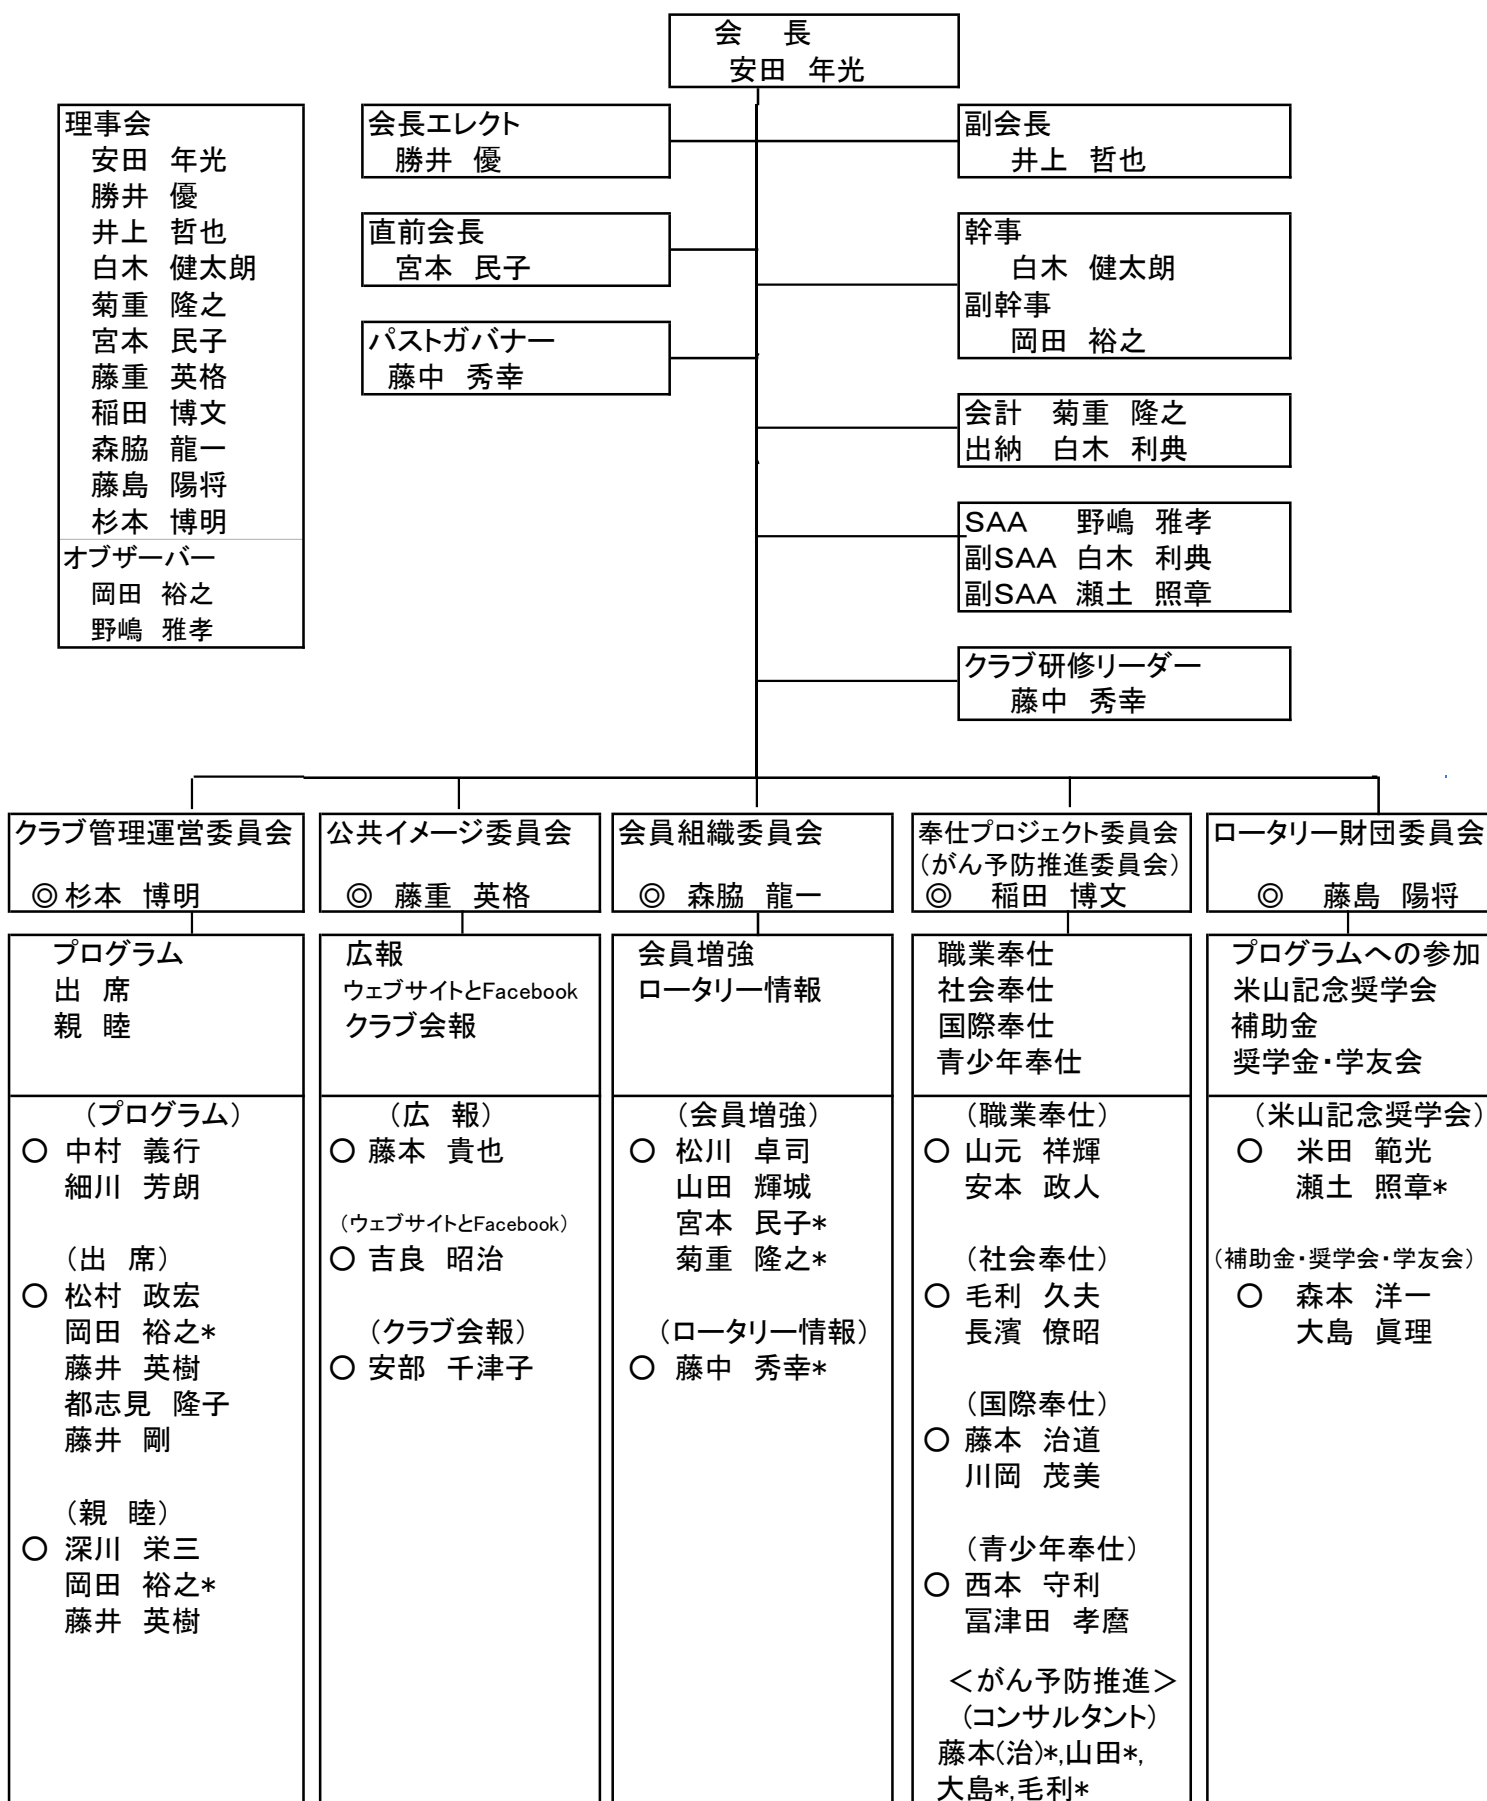 会 長
安田 年光
理事会
安田 年光
勝井 優
井上 哲也
白木 健太朗
菊重 隆之
宮本 民子
藤重 英格
稲田 博文
森脇 龍一
藤島 陽将
杉本 博明
オブザーバー
岡田 裕之
野嶋 雅孝
会長エレクト
勝井 優
直前会長
宮本 民子
パストガバナー
藤中 秀幸
副会長
井上 哲也
幹事
白木 健太朗
副幹事
岡田 裕之
会計 菊重 隆之
出納 白木 利典
SAA 野嶋 雅孝
副SAA 白木 利典
副SAA 瀬土 照章
クラブ研修リーダー
藤中 秀幸
クラブ管理運営委員会
◎杉本 博明
プログラム
出 席
親 睦
(プログラム)
〇 中村 義行
細川 芳朗
(出 席)
〇 松村 政宏
岡田 裕之*
藤井 英樹
都志見 隆子
藤井 剛
(親 睦)
〇 深川 栄三
岡田 裕之*
藤井 英樹
公共イメージ委員会
◎ 藤重 英格
広報
ウェブサイトとFacebook
クラブ会報
(広 報)
〇 藤本 貴也
(ウェブサイトとFacebook)
〇 吉良 昭治
(クラブ会報)
〇 安部 千津子
会員組織委員会
◎ 森脇 龍一
会員増強
ロータリー情報
(会員増強)
〇 松川 卓司
山田 輝城
宮本 民子*
菊重 隆之*
(ロータリー情報)
〇 藤中 秀幸*
奉仕プロジェクト委員会
(がん予防推進委員会)
◎ 稲田 博文
職業奉仕
社会奉仕
国際奉仕
青少年奉仕
(職業奉仕)
〇 山元 祥輝
安本 政人
(社会奉仕)
〇 毛利 久夫
長濱 僚昭
(国際奉仕)
〇 藤本 治道
川岡 茂美
(青少年奉仕)
〇 西本 守利
冨津田 孝麿
<がん予防推進>
(コンサルタント)
藤本(治)*,山田*,
大島*,毛利*
ロータリー財団委員会
◎ 藤島 陽将
プログラムへの参加
米山記念奨学会
補助金
奨学金・学友会
(米山記念奨学会)
〇 米田 範光
瀬土 照章*
(補助金・奨学会・学友会)
〇 森本 洋一
大島 眞理